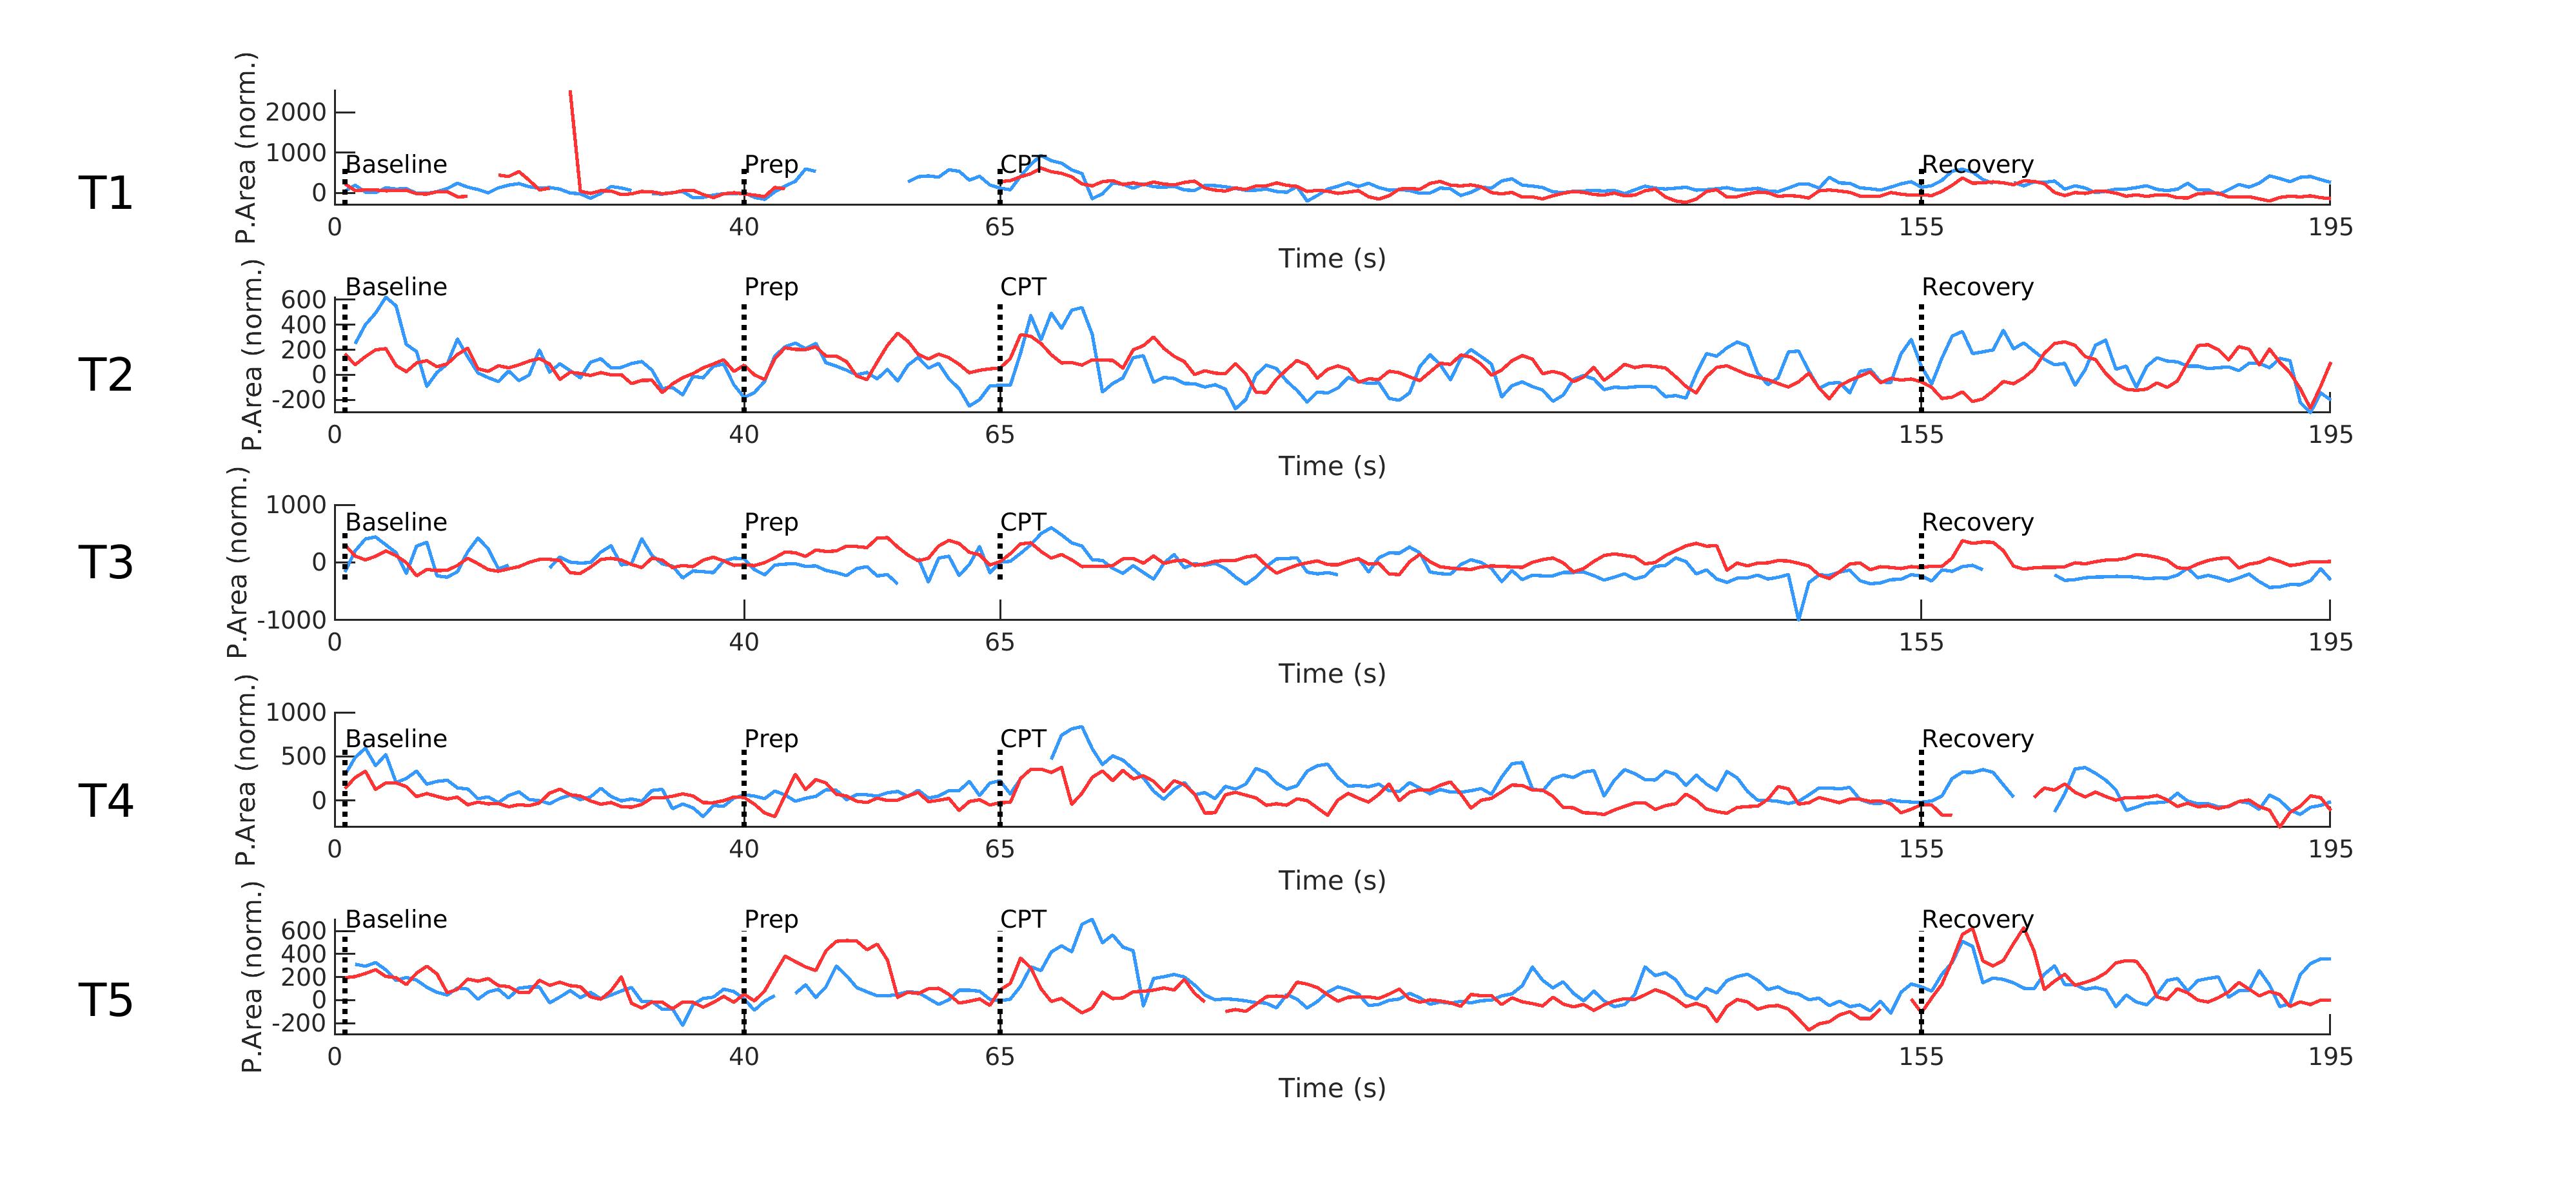 T1
P.Area (norm.)
2000
1000
0
Baseline
Prep
CPT
Recovery
0
40
65
155
195
Time (s)
T2
P.Area (norm.)
600
400
200
0
-200
Baseline
Prep
CPT
Recovery
0
40
65
155
195
Time (s)
T3
P.Area (norm.)
1000
0
-1000
Baseline
Prep
CPT
Recovery
0
40
65
155
195
Time (s)
T4
P.Area (norm.)
1000
500
0
Baseline
Prep
CPT
Recovery
0
40
65
155
195
Time (s)
T5
P.Area (norm.)
600
400
200
0
-200
Baseline
Prep
CPT
Recovery
0
40
65
155
195
Time (s)